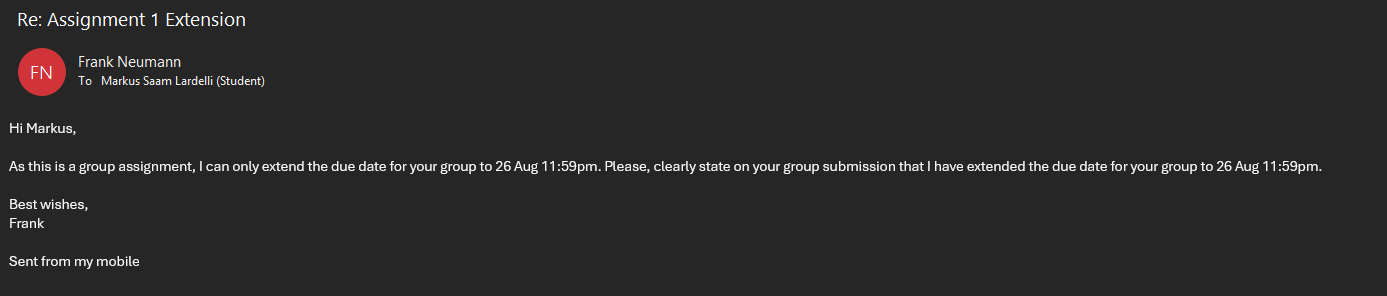 Re: Assignment 1 Extension
FN
Frank Neumann
To Markus Saam Lardelli (Student)
Hi Markus,
As this is a group assignment, I can only extend the due date for your group to 26 Aug 11:59pm. Please, clearly state on your group submission that I have extended the due date for your group to 26 Aug 11:59pm.
Best wishes,
Frank
Sent from my mobile